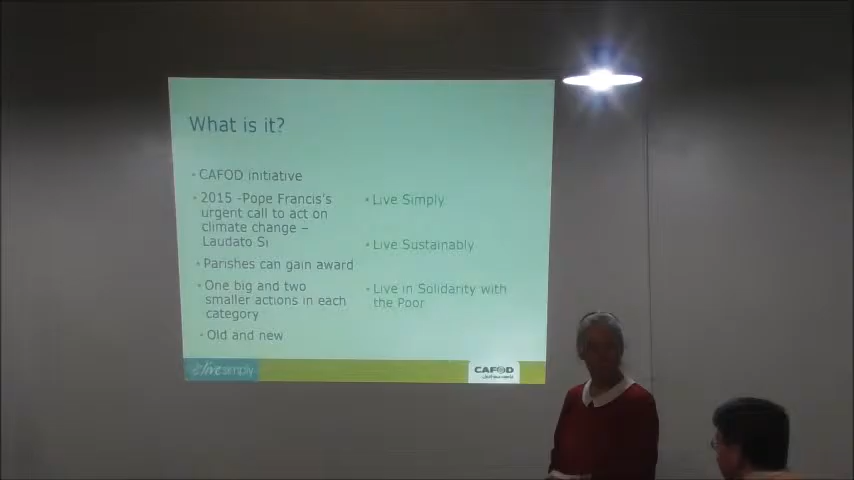 What is it?
• CAFOD initiative
• 2015 -Pope Francis's
urgent call to act on
climate change –
Laudato Si
• Parishes can gain award
• One big and two
smaller actions in each
category
• Old and new
• Live Simply
• Live Sustainably
• Live in Solidarity with
the Poor
livesimply
CAFOD